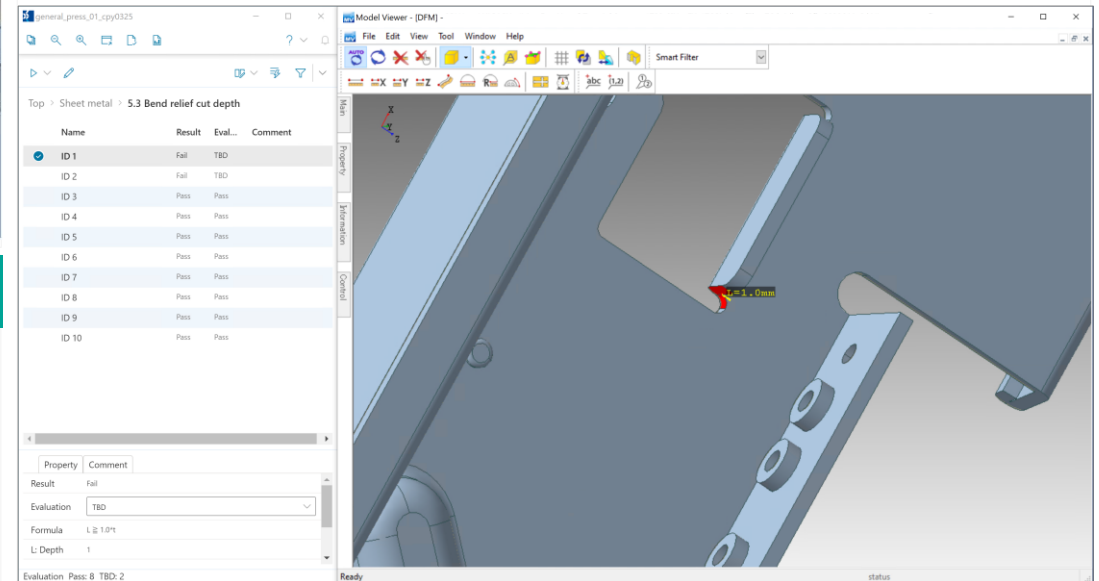 general_press_01_cpy0325
Top > Sheet metal > 5.3 Bend relief cut depth
Name Result Eval... Comment
ID 1 Fail TBD
ID 2 Fail TBD
ID 3 Pass Pass
ID 4 Pass Pass
ID 5 Pass Pass
ID 6 Pass Pass
ID 7 Pass Pass
ID 8 Pass Pass
ID 9 Pass Pass
ID 10 Pass Pass
Property Comment
Result Fail
Evaluation TBD
Formula L ≧ 1.0*t
L: Depth 1
Evaluation Pass: 8 TBD: 2
Model Viewer - [DFM] -
File Edit View Tool Window Help
AUTO
Smart Filter
X Y Z R abc (1,2)
Main
Property
Information
Control
X
Y
Z
L=1.0mm
Ready status